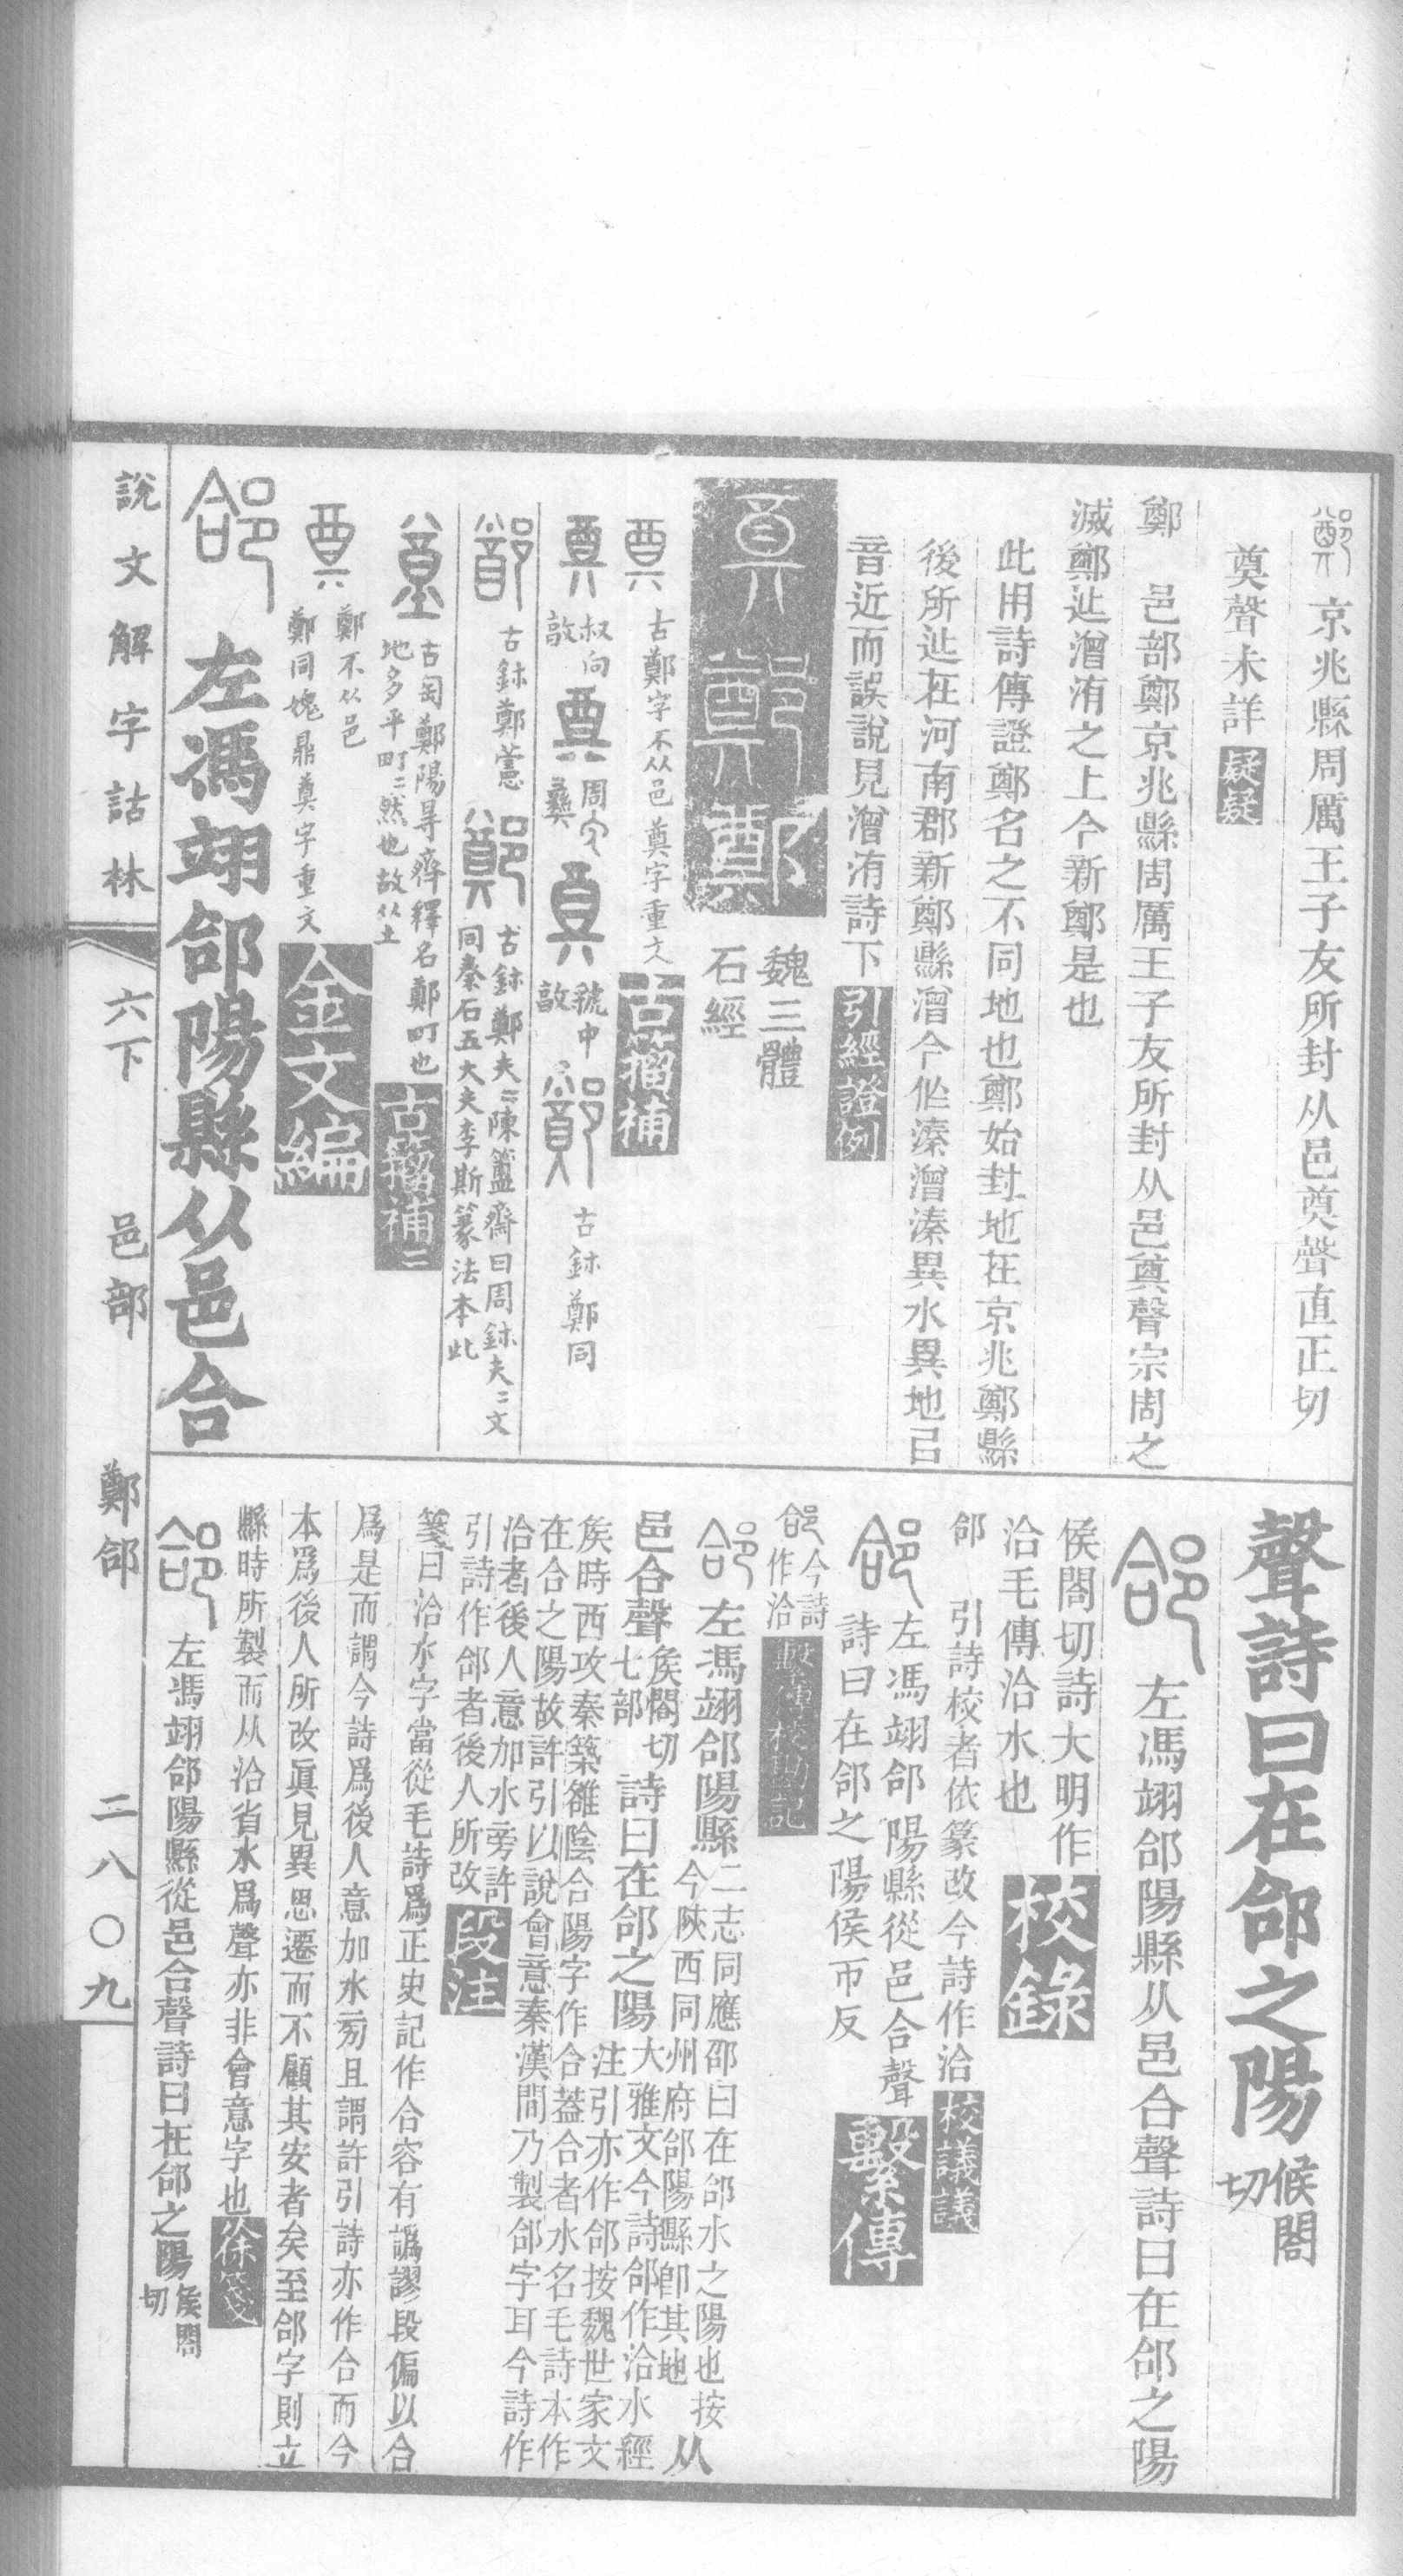 鄭京兆縣周厲王子友所封从邑奠聲直正切
奠聲未詳 疑疑
鄭 邑部鄭京兆縣周厲王子友所封从邑奠聲宗周之
滅鄭徙潧洧之上今新鄭是也
此用詩傳證鄭名之不同地也鄭始封地在京兆鄭縣
後所徙在河南郡新鄭縣潧今作溱潧溱異水異地㠯
音近而誤說見潧洧詩下 引經證例
魏三體
石經
古鄭字不从邑奠字重文 古籀補
叔向
敦
周㝐
彝
虢中
敦
古鉥鄭同
古鉥鄭藼
古鉥鄭夫二陳簠齋曰周鉥夫二文
同秦石五大夫李斯篆法本此
古匋鄭陽㝵齊釋名鄭町也
地多平町二然也故从土
古籀補二
鄭不从邑
鄭同媿鼎奠字重文
金文編
郃 左馮翊郃陽縣从邑合
聲詩曰在郃之陽 候閤
切
郃 左馮翊郃陽縣从邑合聲詩曰在郃之陽
侯閤切詩大明作
洽毛傳洽水也 校錄
郃 引詩校者依篆改今詩作洽 校議議
郃 左馮翊郃陽縣從邑合聲
詩曰在郃之陽侯帀反 繫傳
郃 今詩
作洽 繫傳校勘記
郃 左馮翊郃陽縣 二志同應邵曰在郃水之陽也按
今陝西同州府郃陽縣卽其地 从
邑合聲 矦閤切
七部 詩曰在郃之陽 大雅文今詩郃作洽水經
注引亦作郃按魏世家文
矦時西攻秦築雒陰合陽字作合蓋合者水名毛詩本作
在合之陽故許引以說會意秦漢間乃製郃字耳今詩作
洽者後人意加水旁許
引詩作郃者後人所改 段注
箋曰洽水字當從毛詩爲正史記作合容有譌謬段偏以合
爲是而謂今詩爲後人意加水㫄且謂許引詩亦作合而今
本爲後人所改眞見異思遷而不顧其安者矣至郃字則立
縣時所製而从洽省水爲聲亦非會意字也 徐箋
郃 左馮翊郃陽縣從邑合聲詩曰在郃之陽 矦閤
切
說文解字詁林 六下 邑部 鄭郃 二八〇九